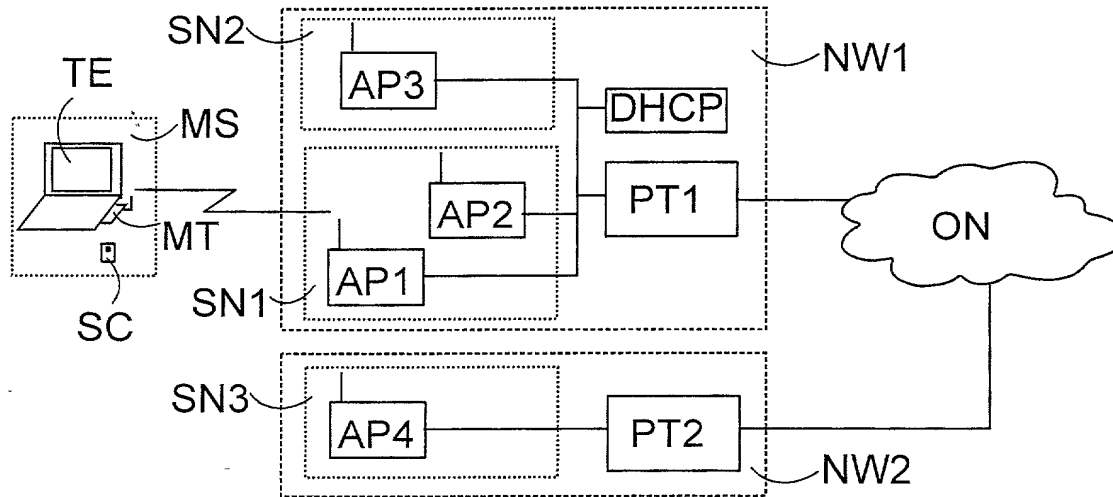 SN2
NW1
TE
AP3
DHCP
MS
AP2
PT1
ON
MT
AP1
SN1
SC
SN3
AP4
PT2
NW2